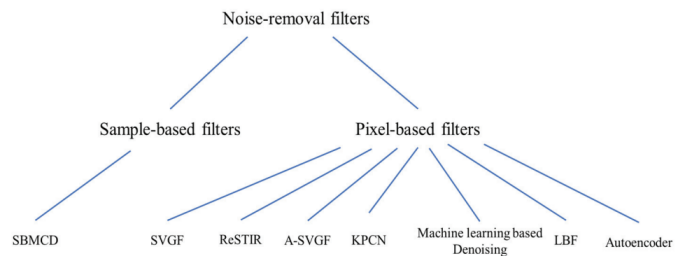 Noise-removal filters
Sample-based filters
Pixel-based filters
SBMCD
SVGF
ReSTIR
A-SVGF
KPCN
Machine learning based
Denoising
LBF
Autoencoder